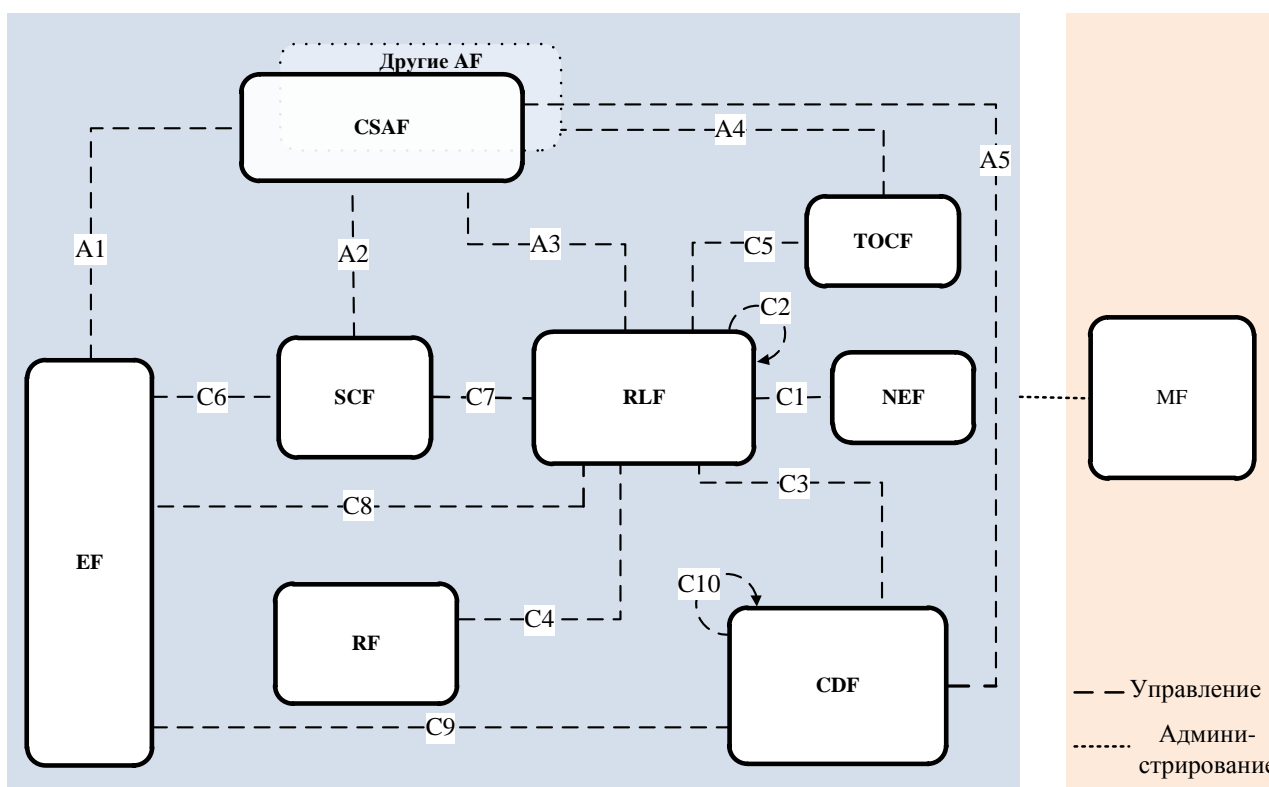 Другие AF
CSAF
A4
A5
A1
A2
A3
C5
TOCF
C2
C6
SCF
C7
RLF
C1
NEF
MF
C3
C8
EF
C10
RF
C4
CDF
C9
Управление
Админи-
стрирование